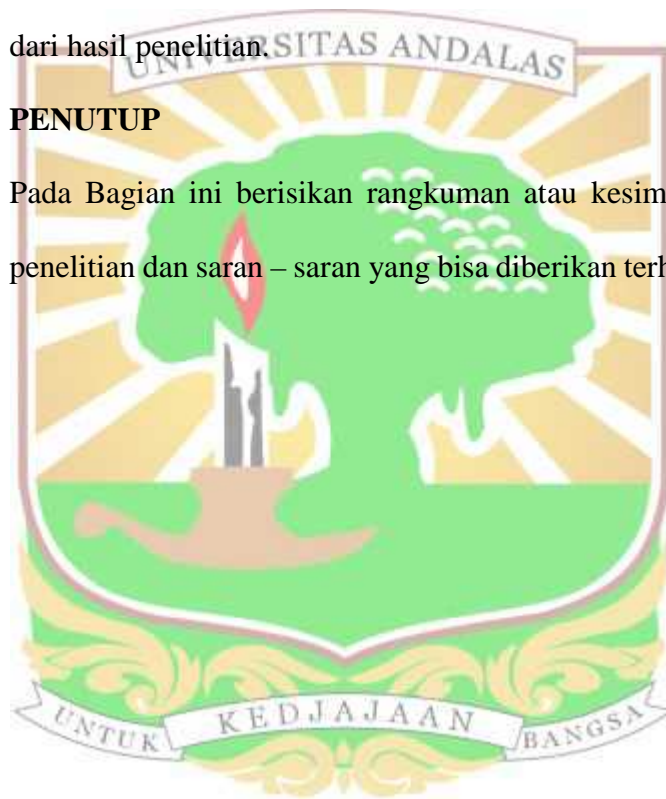 dari hasil penelitian.
UNIVERSITAS ANDALAS
PENUTUP
Pada Bagian ini berisikan rangkuman atau kesim
penelitian dan saran – saran yang bisa diberikan terh
UNTUK KEDJAJAAN BANGSA